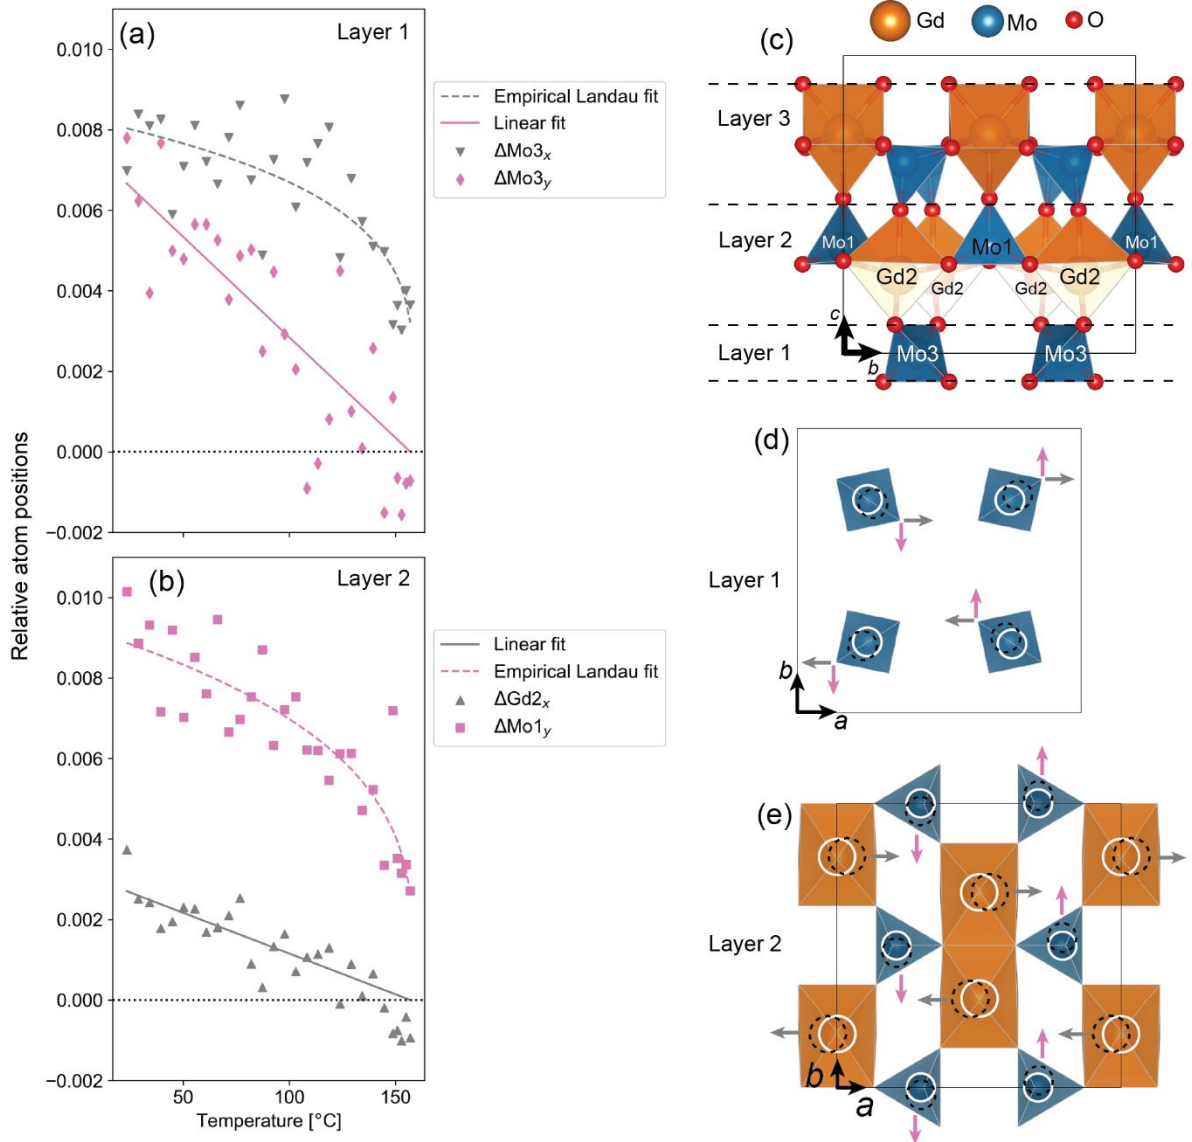 Gd Mo O
(a) Layer 1
0.010
0.008
0.006
0.004
0.002
0.000
−0.002
Empirical Landau fit
Linear fit
ΔMo3x
ΔMo3y
Relative atom positions
(b) Layer 2
0.010
0.008
0.006
0.004
0.002
0.000
−0.002
50 100 150
Temperature [°C]
Linear fit
Empirical Landau fit
ΔGd2x
ΔMo1y
(c)
Layer 3
Layer 2
Mo1 Mo1 Mo1
Gd2 Gd2 Gd2 Gd2
c
b
Layer 1
Mo3 Mo3
(d)
Layer 1
b
a
(e)
Layer 2
b
a